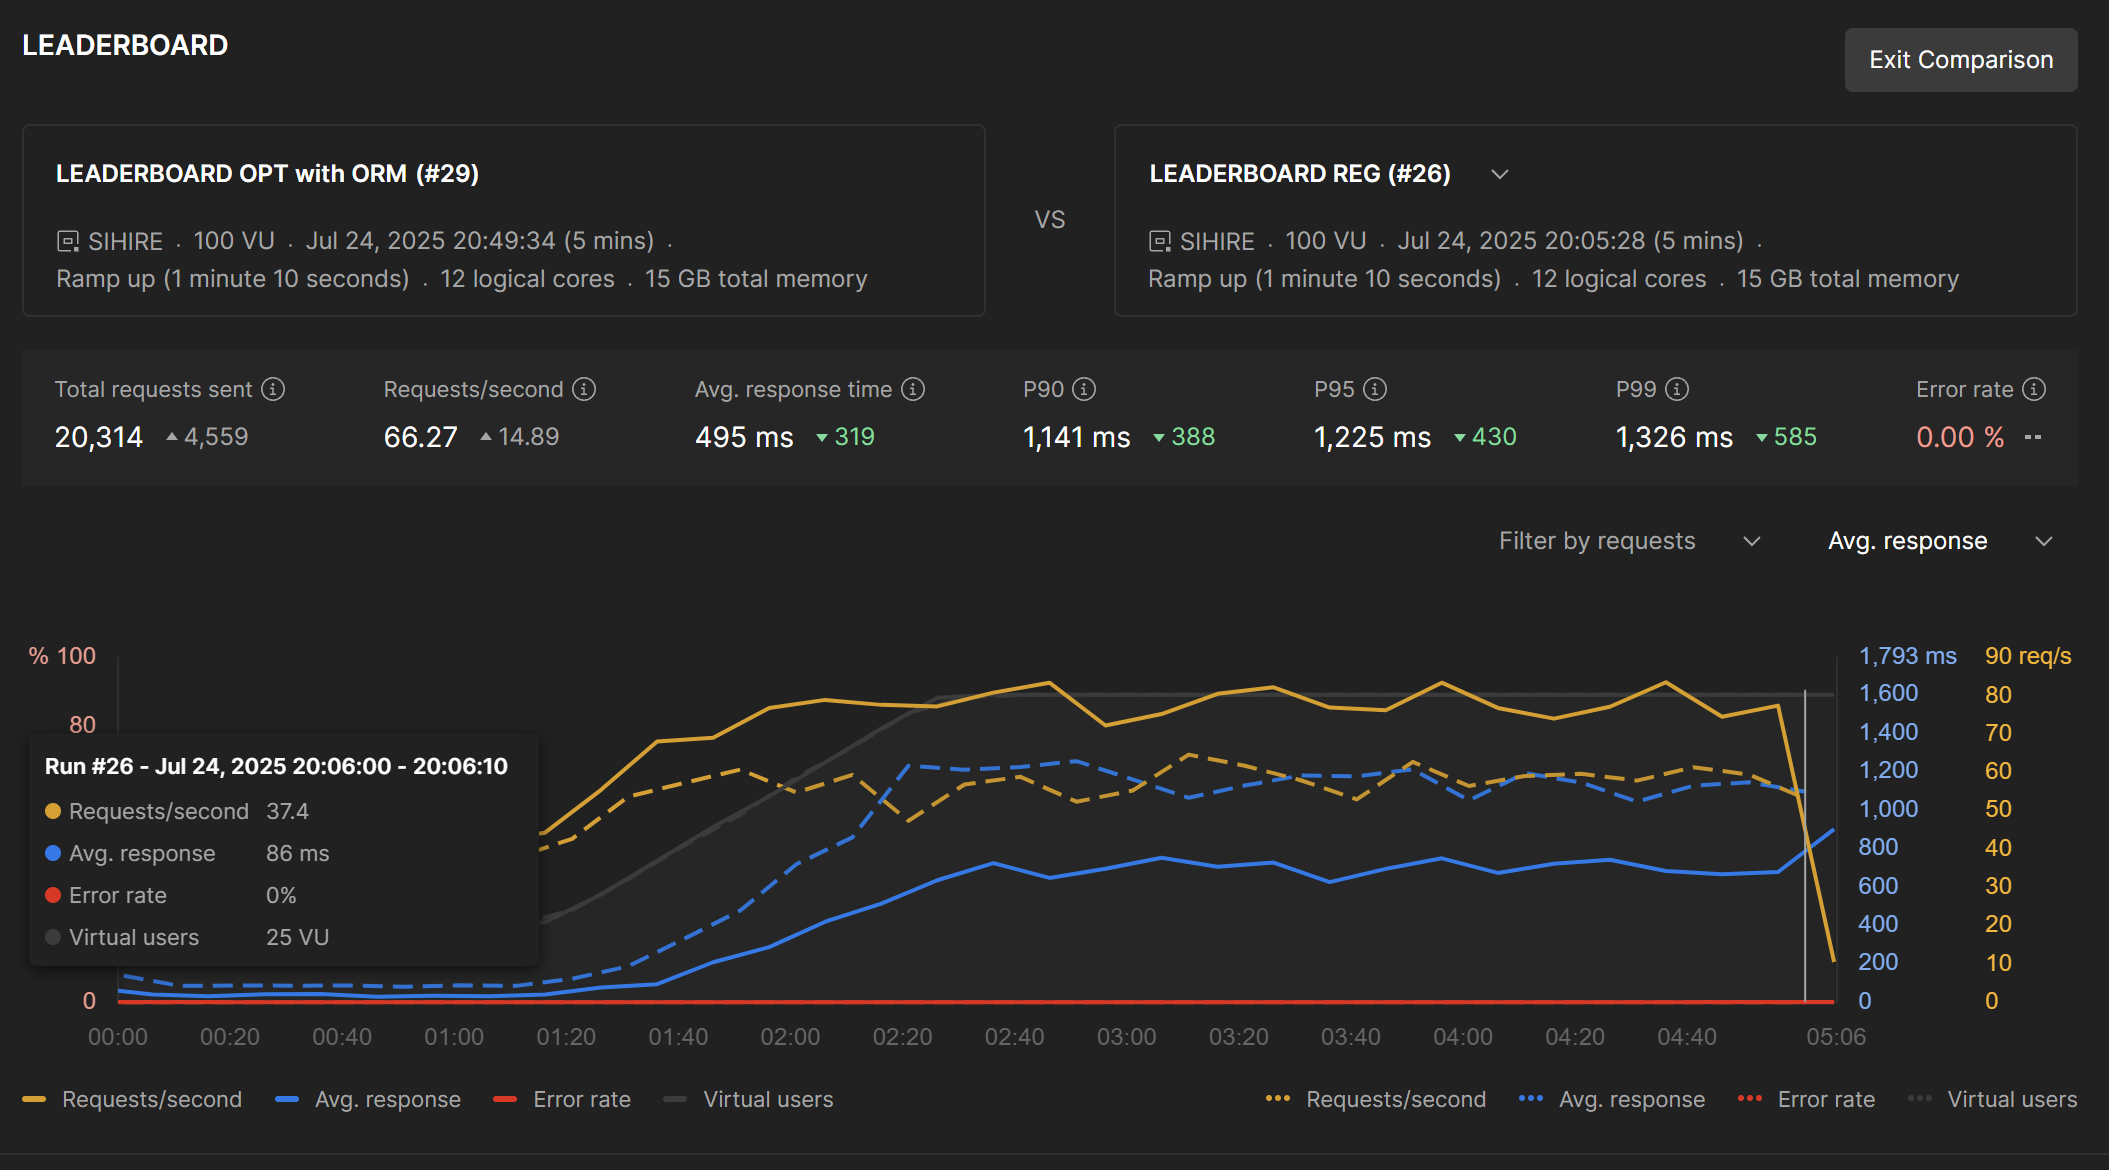 LEADERBOARD
Exit Comparison
LEADERBOARD OPT with ORM (#29)
SIHIRE . 100 VU . Jul 24, 2025 20:49:34 (5 mins) .
Ramp up (1 minute 10 seconds) . 12 logical cores . 15 GB total memory
VS
LEADERBOARD REG (#26)
SIHIRE . 100 VU . Jul 24, 2025 20:05:28 (5 mins) .
Ramp up (1 minute 10 seconds) . 12 logical cores . 15 GB total memory
Total requests sent
20,314 ▲ 4,559
Requests/second
66.27 ▲ 14.89
Avg. response time
495 ms ▼ 319
P90
1,141 ms ▼ 388
P95
1,225 ms ▼ 430
P99
1,326 ms ▼ 585
Error rate
0.00 % --
Filter by requests
Avg. response
% 100
80
0
Run #26 - Jul 24, 2025 20:06:00 - 20:06:10
Requests/second 37.4
Avg. response 86 ms
Error rate 0%
Virtual users 25 VU
1,793 ms 90 req/s
1,600 80
1,400 70
1,200 60
1,000 50
800 40
600 30
400 20
200 10
0 0
00:00 00:20 00:40 01:00 01:20 01:40 02:00 02:20 02:40 03:00 03:20 03:40 04:00 04:20 04:40 05:06
Requests/second Avg. response Error rate Virtual users
Requests/second Avg. response Error rate Virtual users